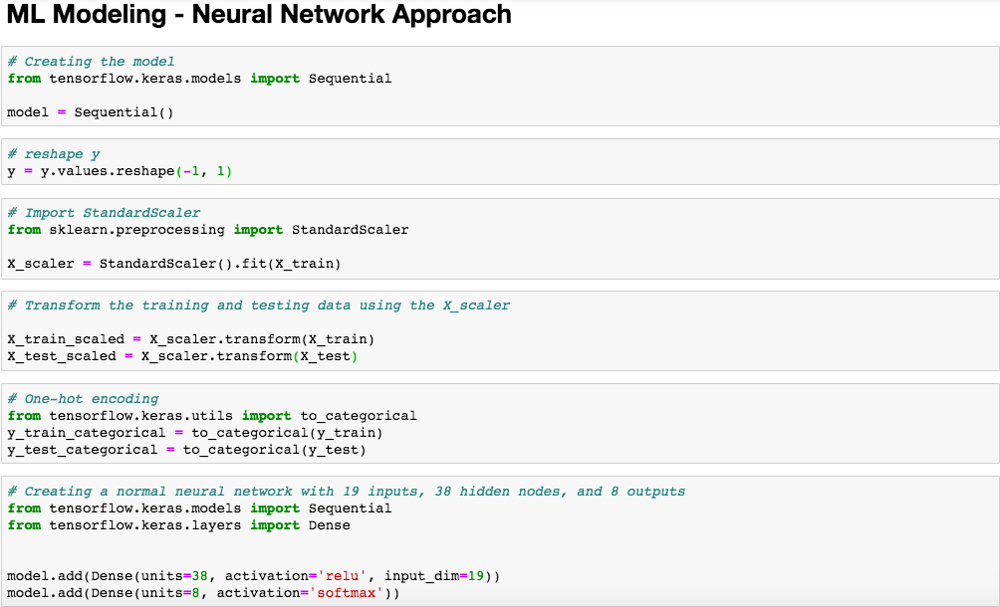 ML Modeling - Neural Network Approach
# Creating the model
from tensorflow.keras.models import Sequential
model = Sequential()
# reshape y
y = y.values.reshape(-1, 1)
# Import StandardScaler
from sklearn.preprocessing import StandardScaler
X_scaler = StandardScaler().fit(X_train)
# Transform the training and testing data using the X_scaler
X_train_scaled = X_scaler.transform(X_train)
X_test_scaled = X_scaler.transform(X_test)
# One-hot encoding
from tensorflow.keras.utils import to_categorical
y_train_categorical = to_categorical(y_train)
y_test_categorical = to_categorical(y_test)
# Creating a normal neural network with 19 inputs, 38 hidden nodes, and 8 outputs
from tensorflow.keras.models import Sequential
from tensorflow.keras.layers import Dense
model.add(Dense(units=38, activation='relu', input_dim=19))
model.add(Dense(units=8, activation='softmax'))